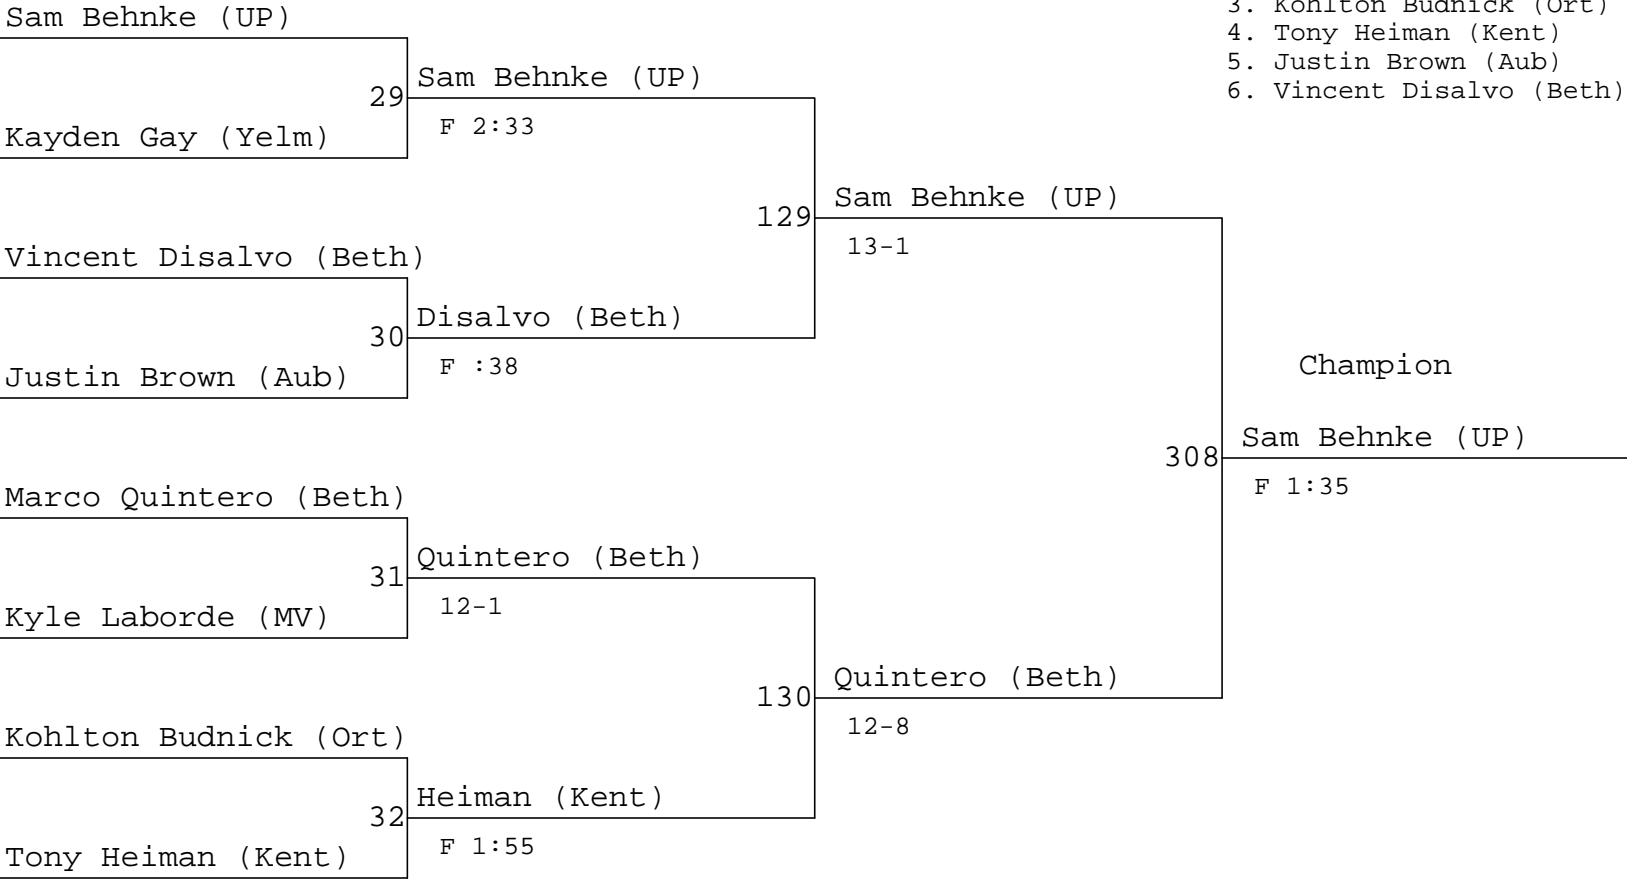 Sam Behnke (UP)
Kayden Gay (Yelm)
Vincent Disalvo (Beth)
Justin Brown (Aub)
Marco Quintero (Beth)
Kyle Laborde (MV)
Kohlton Budnick (Ort)
Tony Heiman (Kent)
29
Sam Behnke (UP)
F 2:33
30
Disalvo (Beth)
F :38
31
Quintero (Beth)
12-1
32
Heiman (Kent)
F 1:55
129
Sam Behnke (UP)
13-1
130
Quintero (Beth)
12-8
308
Champion
Sam Behnke (UP)
F 1:35
3. Kohlton Budnick (Ort)
4. Tony Heiman (Kent)
5. Justin Brown (Aub)
6. Vincent Disalvo (Beth)